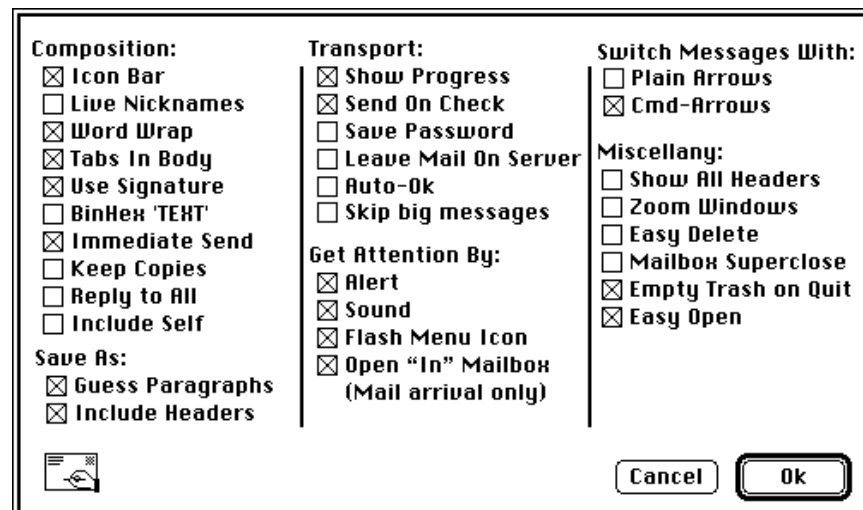 Composition:
Icon Bar
Live Nicknames
Word Wrap
Tabs In Body
Use Signature
BinHex 'TEXT'
Immediate Send
Keep Copies
Reply to All
Include Self
Save As:
Guess Paragraphs
Include Headers
Transport:
Show Progress
Send On Check
Save Password
Leave Mail On Server
Auto-Ok
Skip big messages
Get Attention By:
Alert
Sound
Flash Menu Icon
Open “In” Mailbox
(Mail arrival only)
Switch Messages With:
Plain Arrows
Cmd-Arrows
Miscellany:
Show All Headers
Zoom Windows
Easy Delete
Mailbox Superclose
Empty Trash on Quit
Easy Open
Cancel
Ok